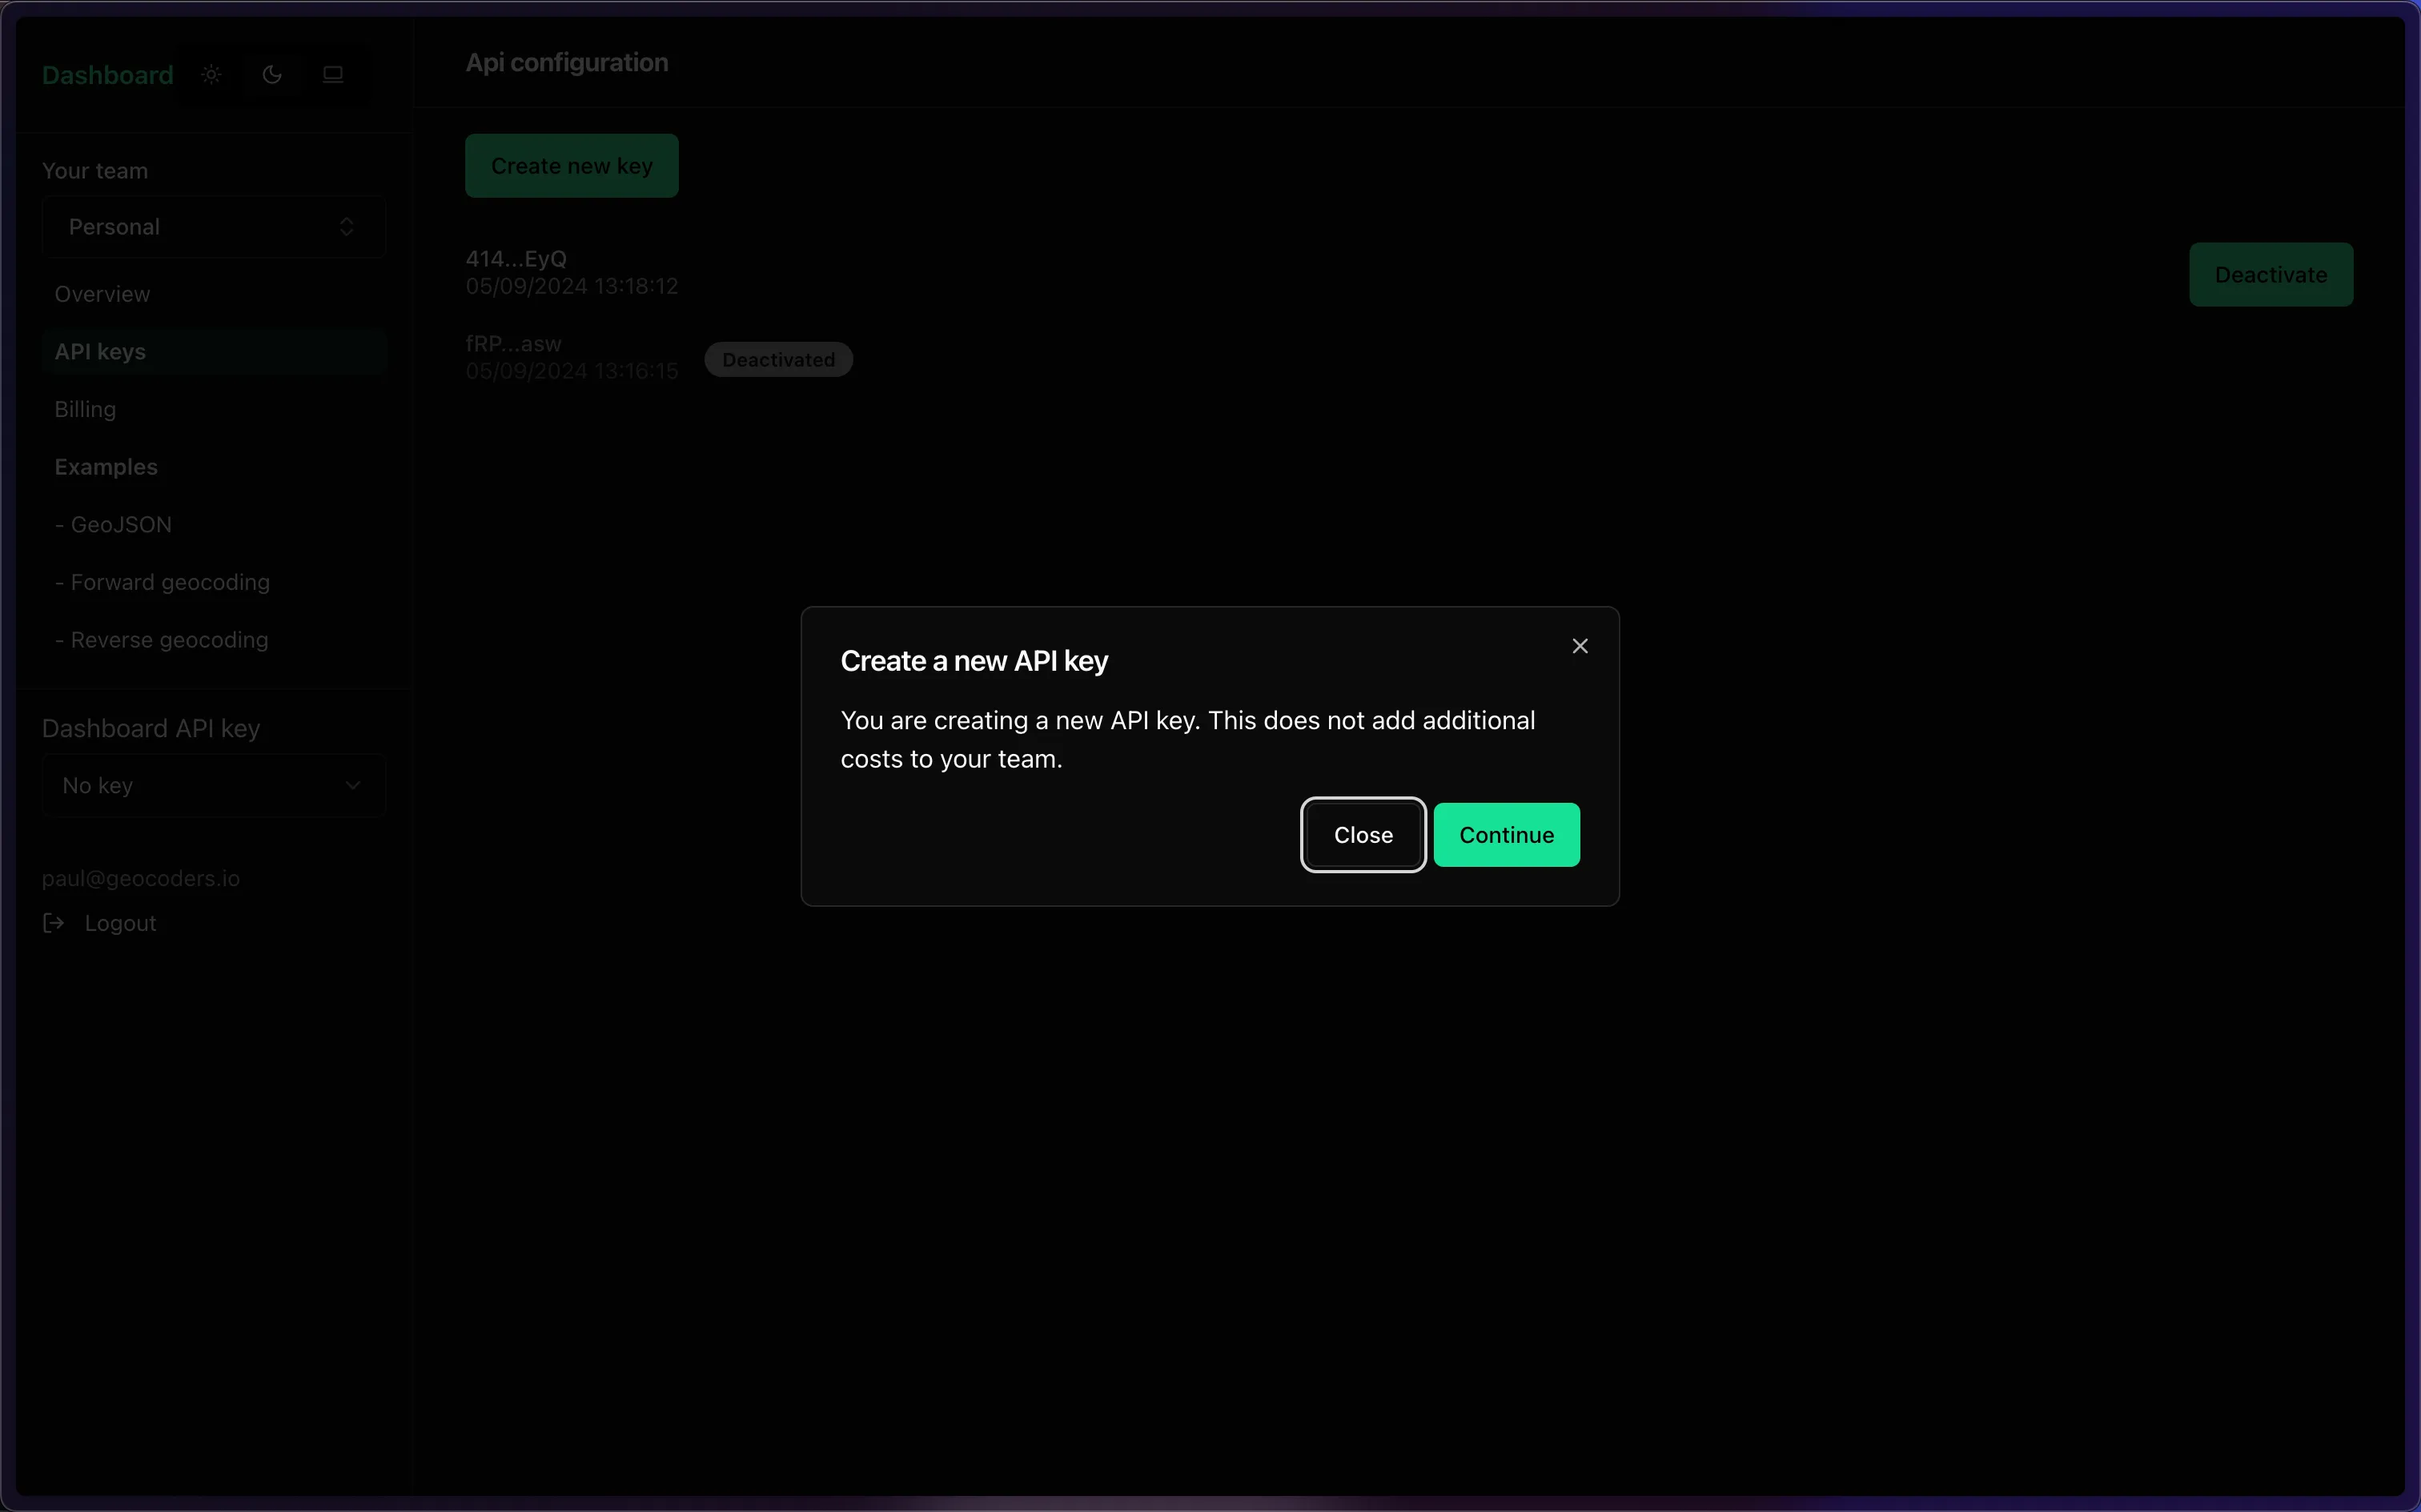 Dashboard
Your team
Personal
Overview
API keys
Billing
Examples
- GeoJSON
- Forward geocoding
- Reverse geocoding
Dashboard API key
No key
paul@geocoders.io
Logout
Api configuration
Create new key
414...EyQ
05/09/2024 13:18:12
Deactivate
fRP...asw
05/09/2024 13:16:15
Deactivated
Create a new API key
You are creating a new API key. This does not add additional
costs to your team.
Close
Continue